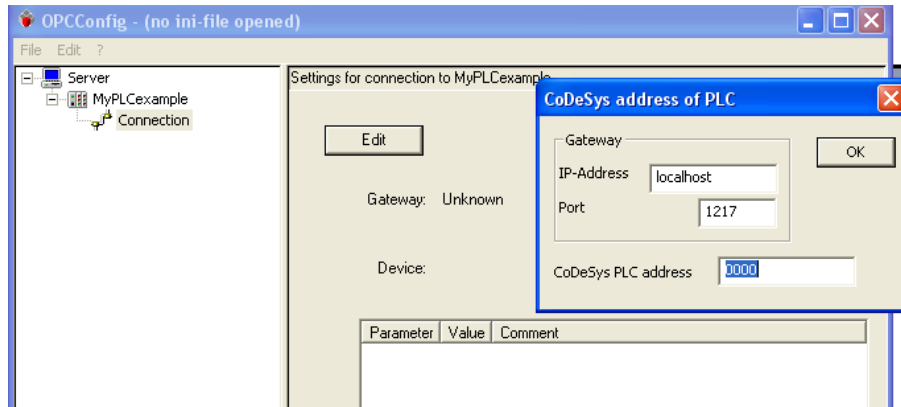 OPCConfig - (no ini-file opened)
File Edit ?
Server
MyPLCexample
Connection
Settings for connection to MyPLCexample
Edit
Gateway: Unknown
Device:
Parameter Value Comment
CoDeSys address of PLC
Gateway
IP-Address localhost
Port 1217
OK
CoDeSys PLC address 0000